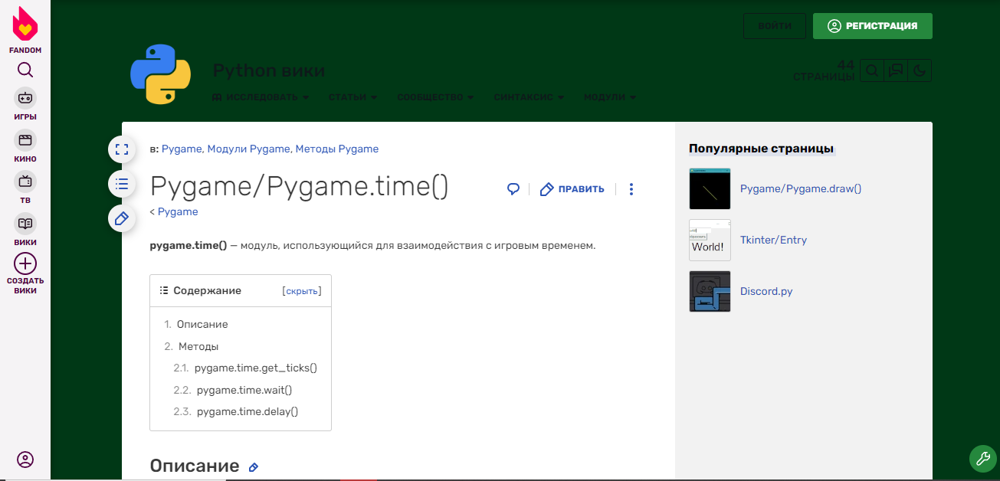 FANDOM
ИГРЫ
КИНО
ТВ
ВИКИ
СОЗДАТЬ
ВИКИ
ВОЙТИ
РЕГИСТРАЦИЯ
Python вики
44
СТРАНИЦЫ
ИССЛЕДОВАТЬ СТАТЬИ СООБЩЕСТВО СИНТАКСИС МОДУЛИ
в: Pygame, Модули Pygame, Методы Pygame
Pygame/Pygame.time()
ПРАВИТЬ
< Pygame
pygame.time() — модуль, использующийся для взаимодействия с игровым временем.
Содержание [скрыть]
1. Описание
2. Методы
2.1. pygame.time.get_ticks()
2.2. pygame.time.wait()
2.3. pygame.time.delay()
Описание
Популярные страницы
Pygame/Pygame.draw()
World!
Tkinter/Entry
Discord.py